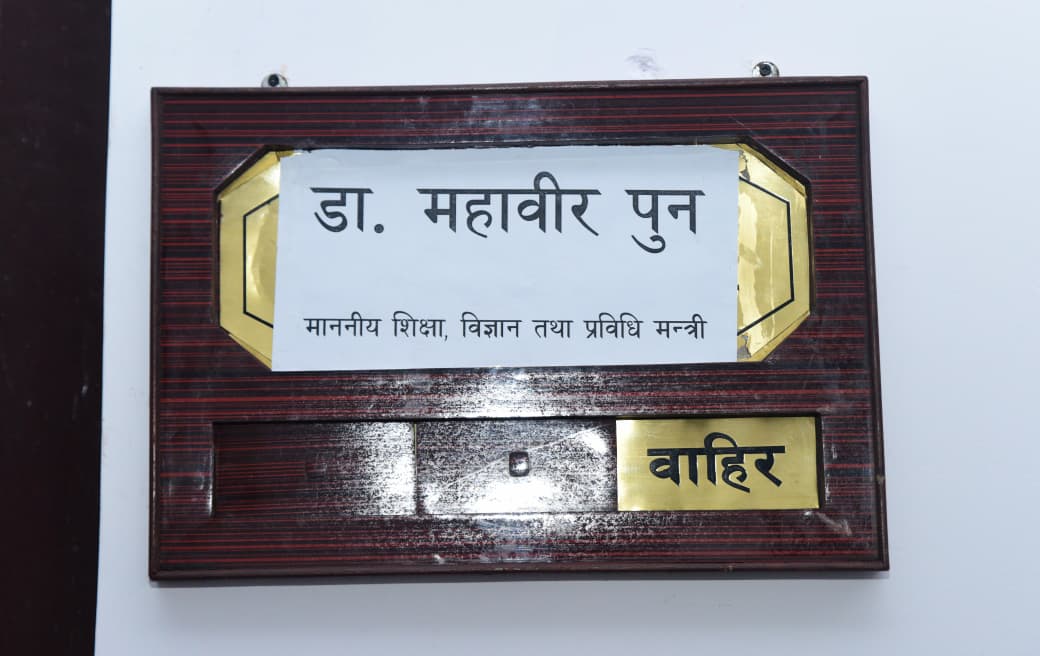 डा. महावीर पुन
माननीय शिक्षा, विज्ञान तथा प्रविधि मन्त्री
वाहिर